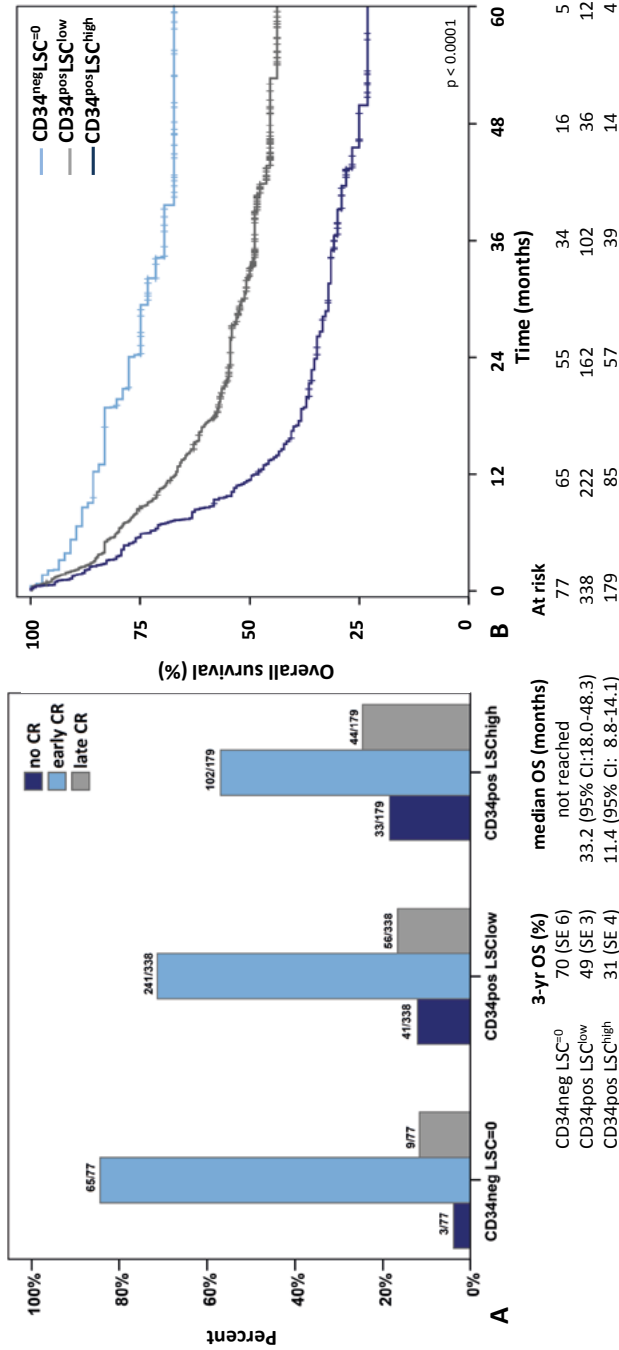 A
Percent
100%
80%
60%
40%
20%
0%
no CR
early CR
late CR
3/77
65/77
9/77
41/338
241/338
56/338
33/179
102/179
44/179
CD34neg LSC=0
CD34pos LSClow
CD34pos LSChigh
3-yr OS (%) median OS (months)
CD34neg LSC=0 70 (SE 6) not reached
CD34pos LSClow 49 (SE 3) 33.2 (95% CI:18.0-48.3)
CD34pos LSChigh 31 (SE 4) 11.4 (95% CI: 8.8-14.1)
B
Overall survival (%)
100
75
50
25
0
CD34negLSC=0
CD34posLSClow
CD34posLSChigh
p < 0.0001
0 12 24 36 48 60
Time (months)
At risk
77 65 55 34 16 5
338 222 162 102 36 12
179 85 57 39 14 4